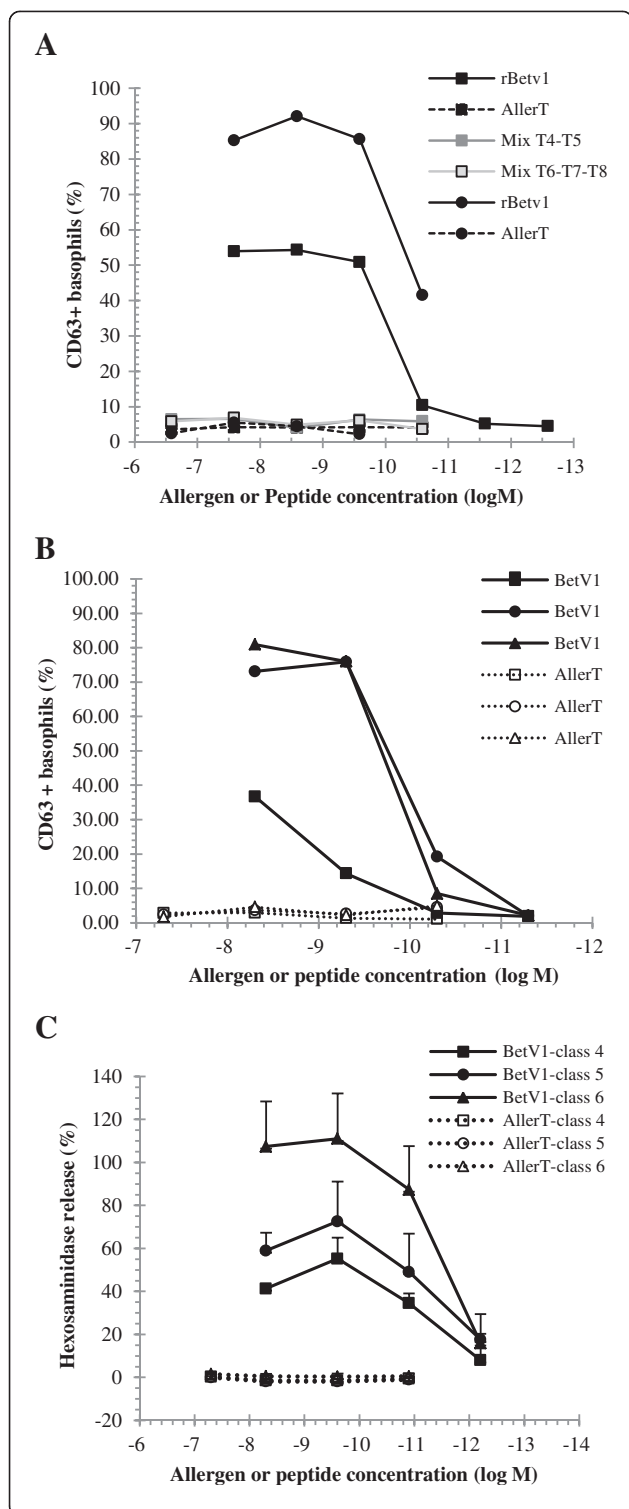 A
rBetv1
AllerT
Mix T4-T5
Mix T6-T7-T8
rBetv1
AllerT
100
90
80
70
60
50
40
30
20
10
0
CD63+ basophils (%)
-6 -7 -8 -9 -10 -11 -12 -13
Allergen or Peptide concentration (logM)
B
BetV1
BetV1
BetV1
AllerT
AllerT
AllerT
100.00
90.00
80.00
70.00
60.00
50.00
40.00
30.00
20.00
10.00
0.00
CD63 + basophils (%)
-7 -8 -9 -10 -11 -12
Allergen or peptide concentration (log M)
C
BetV1-class 4
BetV1-class 5
BetV1-class 6
AllerT-class 4
AllerT-class 5
AllerT-class 6
140
120
100
80
60
40
20
0
-20
Hexosaminidase release (%)
-6 -7 -8 -9 -10 -11 -12 -13 -14
Allergen or peptide concentration (log M)